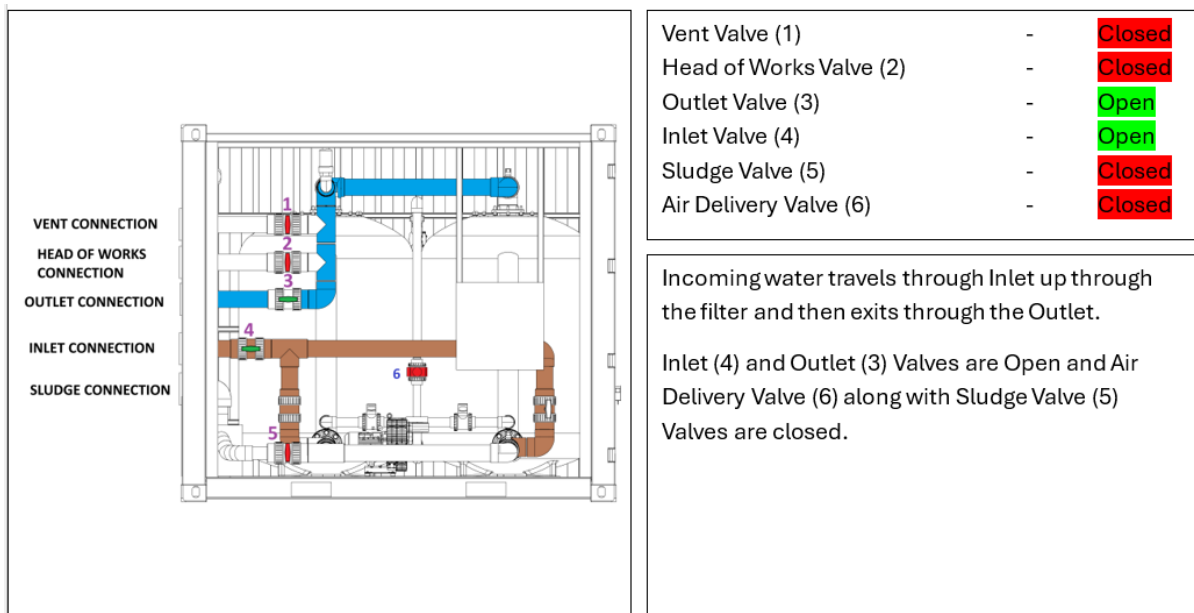 VENT CONNECTION
HEAD OF WORKS
CONNECTION
OUTLET CONNECTION
INLET CONNECTION
SLUDGE CONNECTION
1
2
3
4
5
6
Vent Valve (1) - Closed
Head of Works Valve (2) - Closed
Outlet Valve (3) - Open
Inlet Valve (4) - Open
Sludge Valve (5) - Closed
Air Delivery Valve (6) - Closed
Incoming water travels through Inlet up through
the filter and then exits through the Outlet.
Inlet (4) and Outlet (3) Valves are Open and Air
Delivery Valve (6) along with Sludge Valve (5)
Valves are closed.